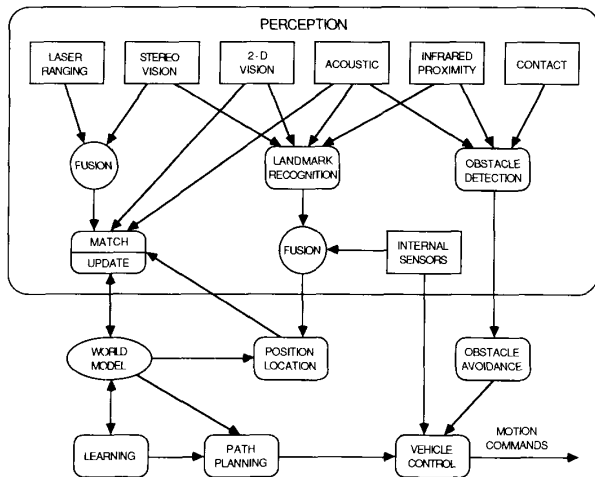 PERCEPTION
LASER
RANGING
STEREO
VISION
2-D
VISION
ACOUSTIC
INFRARED
PROXIMITY
CONTACT
FUSION
LANDMARK
RECOGNITION
OBSTACLE
DETECTION
MATCH
UPDATE
FUSION
INTERNAL
SENSORS
WORLD
MODEL
POSITION
LOCATION
OBSTACLE
AVOIDANCE
LEARNING
PATH
PLANNING
VEHICLE
CONTROL
MOTION
COMMANDS